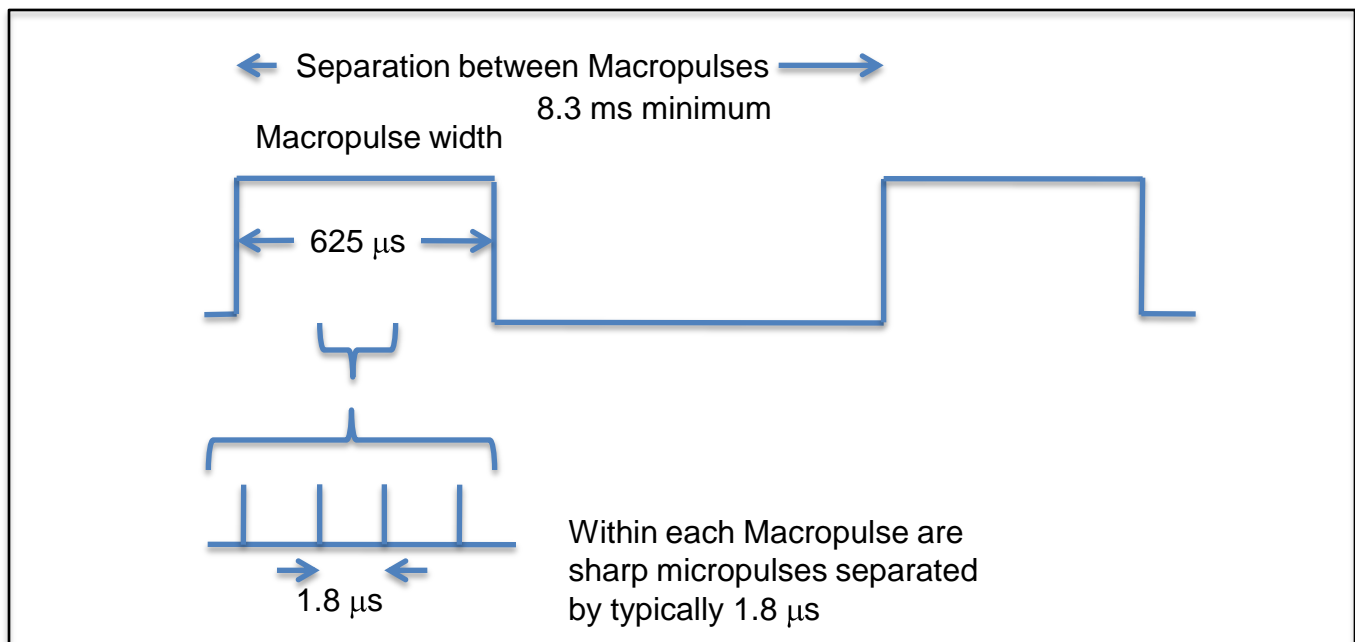 Separation between Macropulses
8.3 ms minimum
Macropulse width
625 μs
1.8 μs
Within each Macropulse are
sharp micropulses separated
by typically 1.8 μs